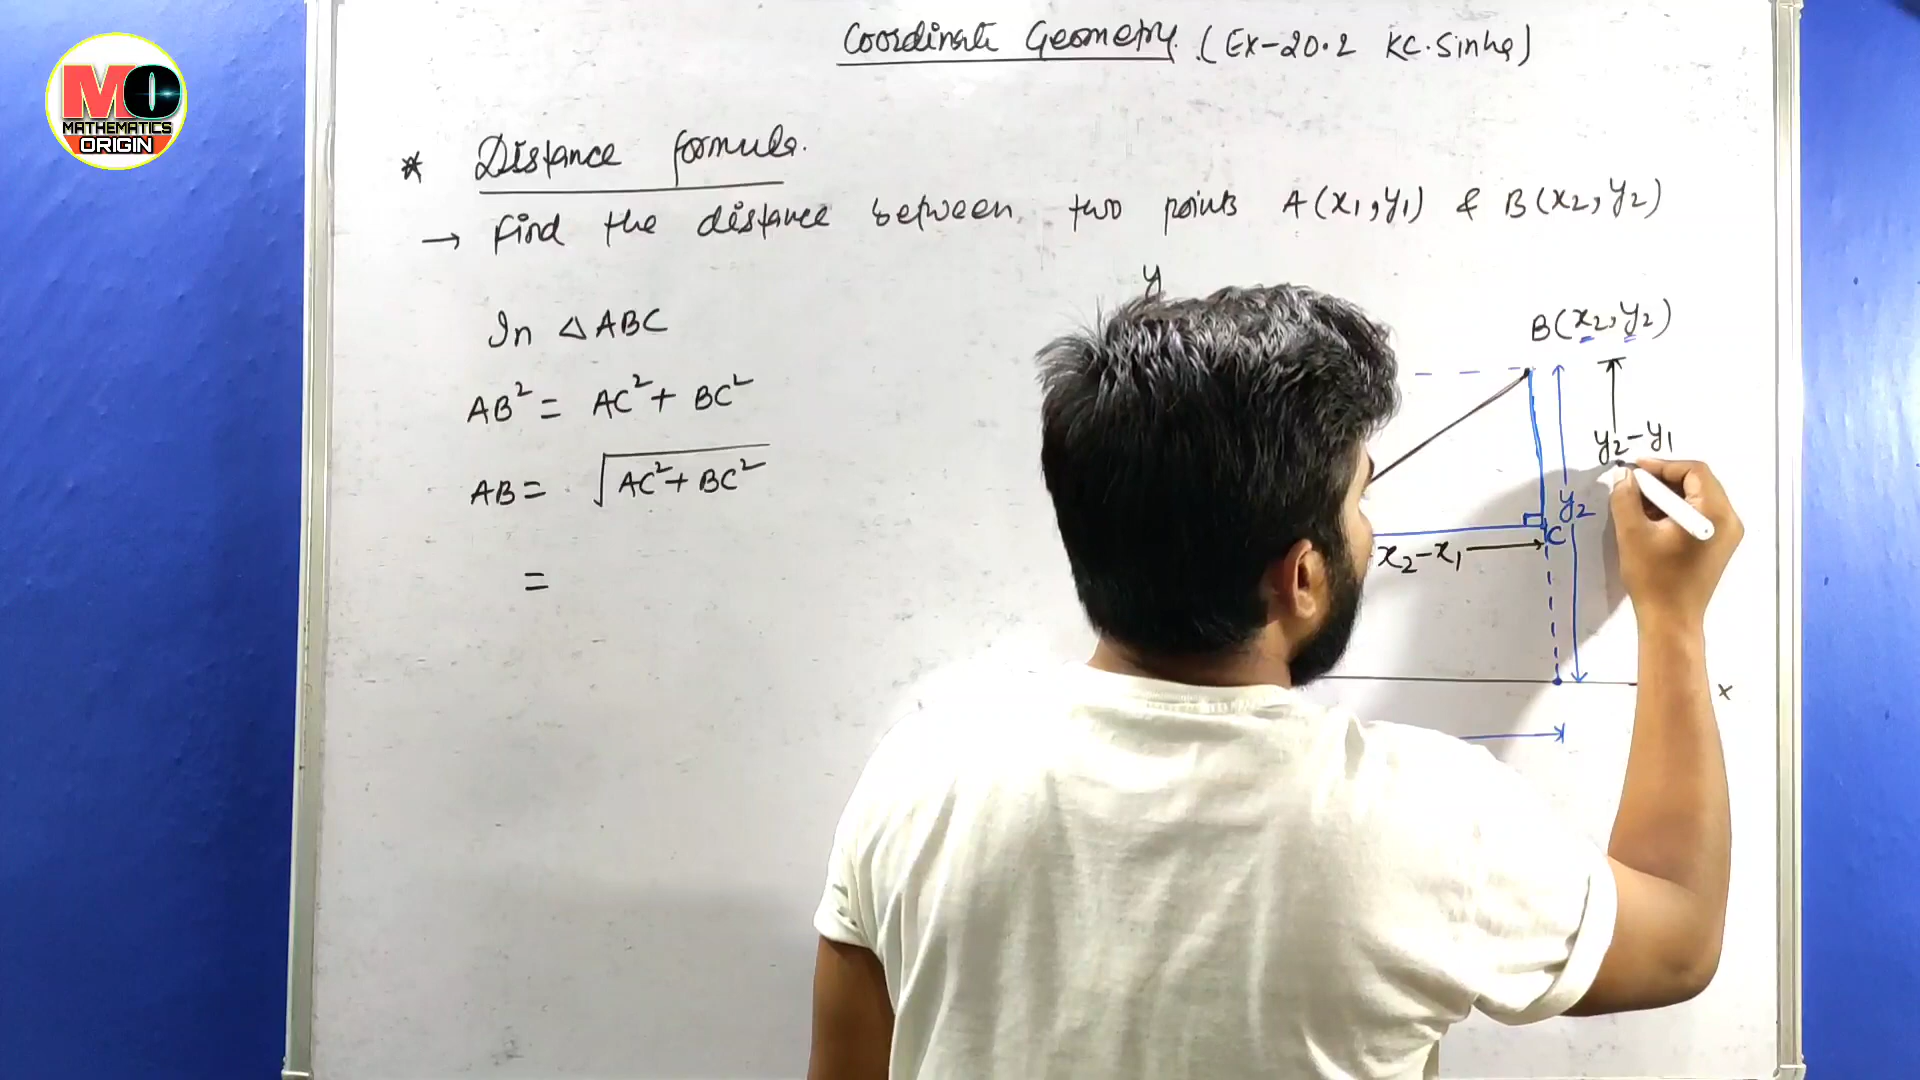 MO
MATHEMATICS
ORIGIN
Coordinate Geometry. (Ex-20.2 KC.Sinha)
* Distance formula.
→ Find the distance between two points A(x₁,y₁) & B(x₂,y₂)
y
In △ABC
B(x₂,y₂)
AB² = AC² + BC²
y₂-y₁
AB = √AC²+BC²
y₂
C
x₂-x₁
=
x